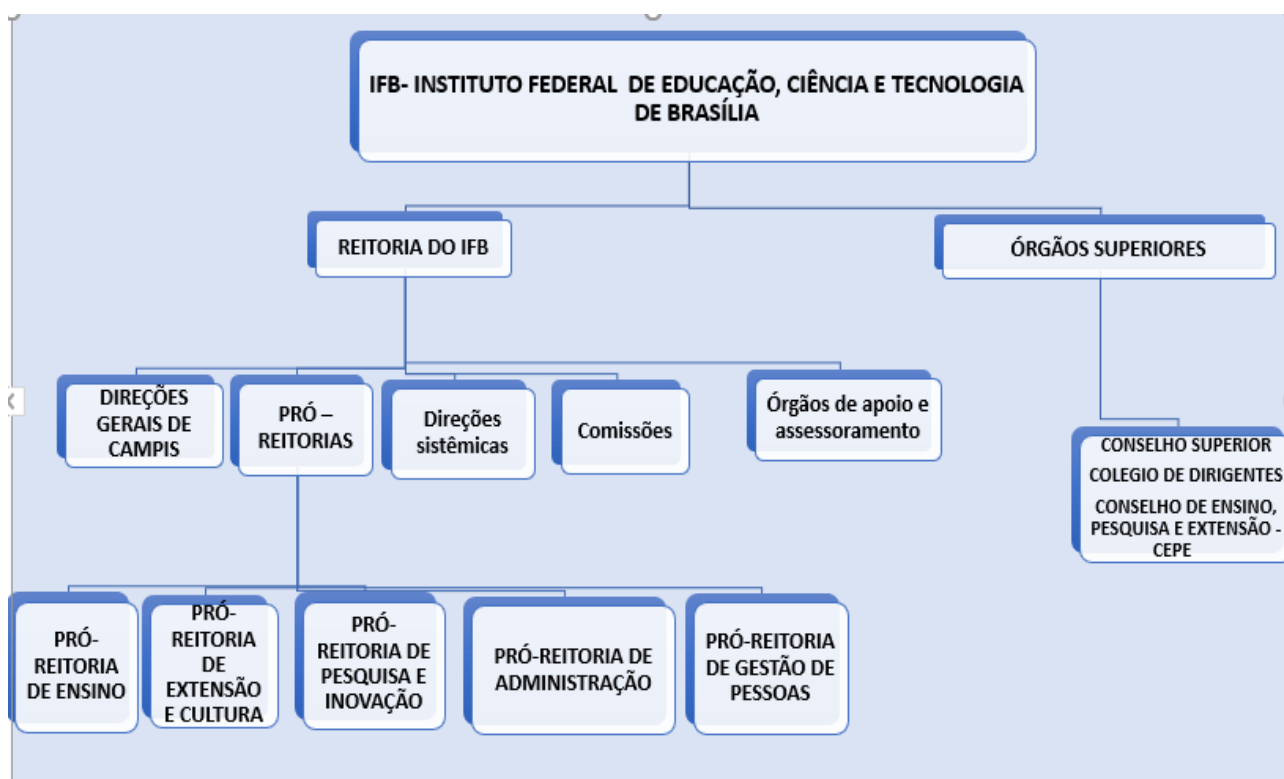 IFB- INSTITUTO FEDERAL DE EDUCAÇÃO, CIÊNCIA E TECNOLOGIA
DE BRASÍLIA
REITORIA DO IFB
ÓRGÃOS SUPERIORES
DIREÇÕES
GERAIS DE
CAMPIS
PRÓ –
REITORIAS
Direções
sistêmicas
Comissões
Órgãos de apoio e
assessoramento
CONSELHO SUPERIOR
COLEGIO DE DIRIGENTES
CONSELHO DE ENSINO,
PESQUISA E EXTENSÃO -
CEPE
PRÓ-
REITORIA
DE ENSINO
PRÓ-
REITORIA
DE
EXTENSÃO
E CULTURA
PRÓ-
REITORIA DE
PESQUISA E
INOVAÇÃO
PRÓ-REITORIA DE
ADMINISTRAÇÃO
PRÓ-REITORIA
DE GESTÃO DE
PESSOAS